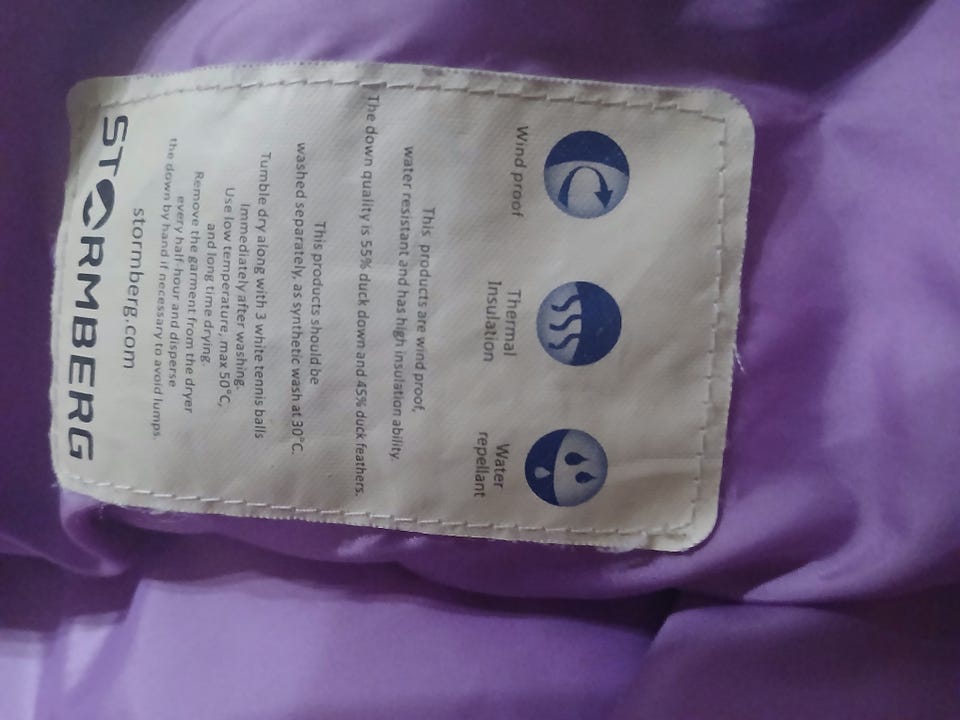 Wind proof
Thermal
Insulation
Water
repellant
This products are wind proof,
water resistant and has high insulation ability.
The down quality is 55% duck down and 45% duck feathers.
This products should be
washed separately, as synthetic wash at 30°C.
Tumble dry along with 3 white tennis balls
Immediately after washing.
Use low temperature, max 50°C,
and long time drying.
Remove the garment from the dryer
every half-hour and disperse
the down by hand if necessary to avoid lumps.
stormberg.com
STORMBERG